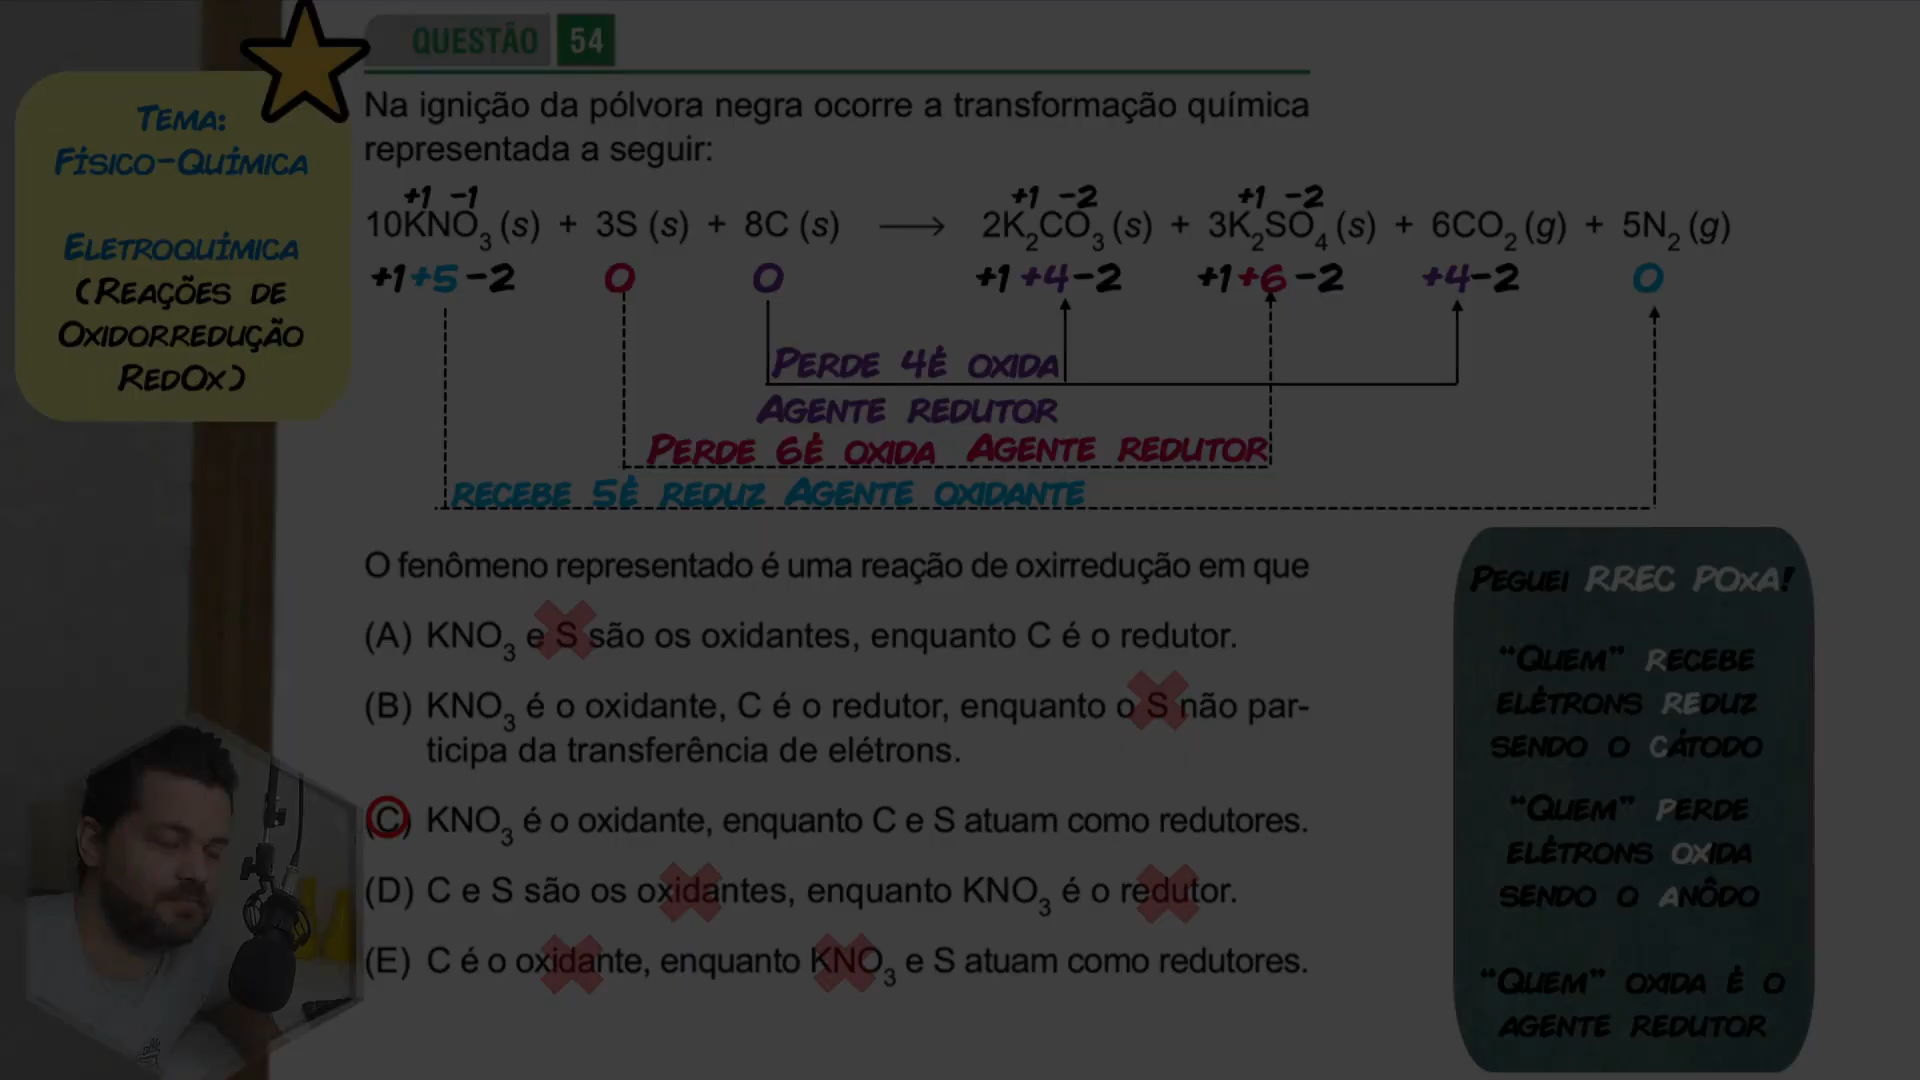 TEMA:
FÍSICO-QUÍMICA
ELETROQUÍMICA
(REAÇÕES DE
OXIDORREDUÇÃO
REDOX)
QUESTÃO 54
Na ignição da pólvora negra ocorre a transformação química
representada a seguir:
+1 -1 +1 -2 +1 -2
10KNO₃ (s) + 3S (s) + 8C (s) ⟶ 2K₂CO₃ (s) + 3K₂SO₄ (s) + 6CO₂ (g) + 5N₂ (g)
+1 +5 -2 0 0 +1 +4 -2 +1 +6 -2 +4 -2 0
PERDE 4É OXIDA
AGENTE REDUTOR
PERDE 6É OXIDA AGENTE REDUTOR
RECEBE 5É REDUZ AGENTE OXIDANTE
O fenômeno representado é uma reação de oxirredução em que
(A) KNO₃ e S são os oxidantes, enquanto C é o redutor.
(B) KNO₃ é o oxidante, C é o redutor, enquanto o S não par-
ticipa da transferência de elétrons.
(C) KNO₃ é o oxidante, enquanto C e S atuam como redutores.
(D) C e S são os oxidantes, enquanto KNO₃ é o redutor.
(E) C é o oxidante, enquanto KNO₃ e S atuam como redutores.
PEGUEI RREC POXA!
"QUEM" RECEBE
ELÉTRONS REDUZ
SENDO O CÁTODO
"QUEM" PERDE
ELÉTRONS OXIDA
SENDO O ANÔDO
"QUEM" OXIDA É O
AGENTE REDUTOR